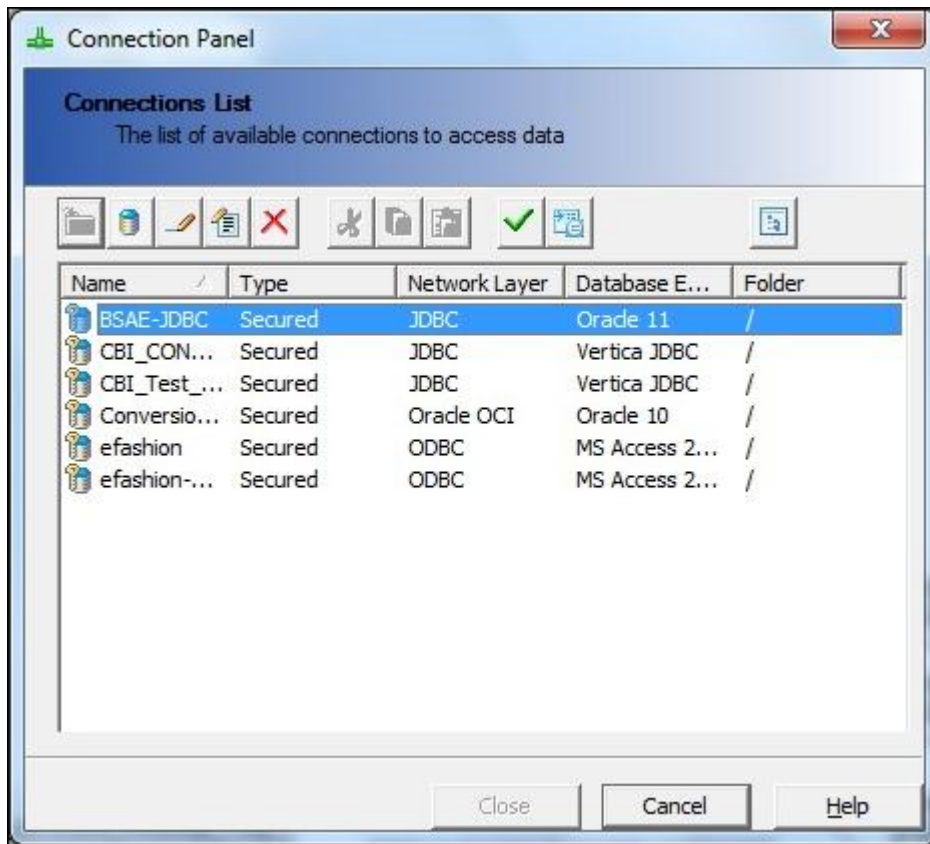 Connection Panel
Connections List
The list of available connections to access data
Name Type Network Layer Database E... Folder
BSAE-JDBC Secured JDBC Oracle 11 /
CBI_CON... Secured JDBC Vertica JDBC /
CBI_Test_... Secured JDBC Vertica JDBC /
Conversio... Secured Oracle OCI Oracle 10 /
efashion Secured ODBC MS Access 2... /
efashion-... Secured ODBC MS Access 2... /
Close Cancel Help